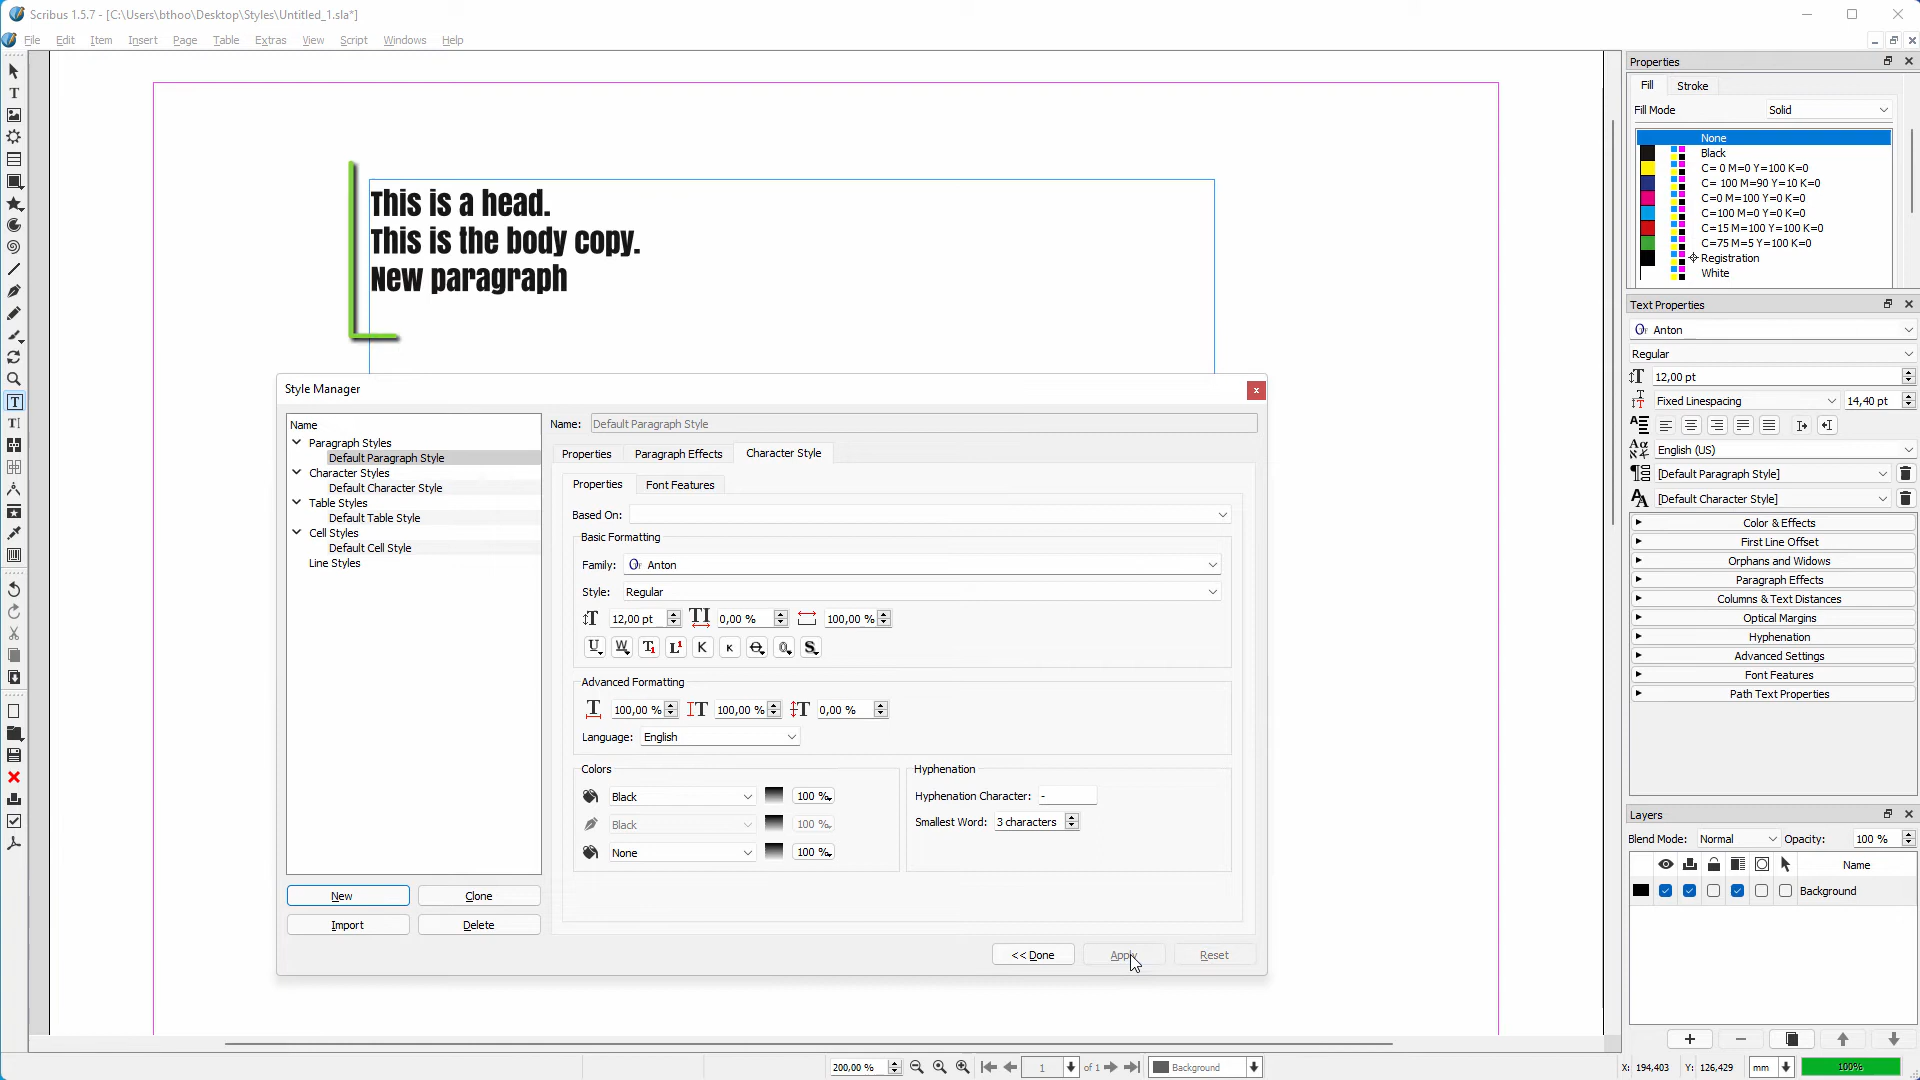 Scribus 1.5.7 - [C:\Users\bthoo\Desktop\Styles\Untitled_1.sla*]
File Edit Item Insert Page Table Extras View Script Windows Help
This is a head.
This is the body copy.
New paragraph
Style Manager
Name
Paragraph Styles
Default Paragraph Style
Character Styles
Default Character Style
Table Styles
Default Table Style
Cell Styles
Default Cell Style
Line Styles
New Clone
Import Delete
Name: Default Paragraph Style
Properties Paragraph Effects Character Style
Properties Font Features
Based On:
Basic Formatting
Family: Anton
Style: Regular
12,00 pt 0,00 % 100,00 %
Advanced Formatting
100,00 % 100,00 % 0,00 %
Language: English
Colors
Black 100 %
Black 100 %
None 100 %
Hyphenation
Hyphenation Character: -
Smallest Word: 3 characters
<< Done Apply Reset
Properties
Fill Stroke
Fill Mode Solid
None
Black
C= 0 M=0 Y=100 K=0
C= 100 M=90 Y=10 K=0
C=0 M=100 Y=0 K=0
C=100 M=0 Y=0 K=0
C=15 M=100 Y=100 K=0
C=75 M=5 Y=100 K=0
Registration
White
Text Properties
Anton
Regular
12,00 pt
Fixed Linespacing 14,40 pt
English (US)
[Default Paragraph Style]
[Default Character Style]
Color & Effects
First Line Offset
Orphans and Widows
Paragraph Effects
Columns & Text Distances
Optical Margins
Hyphenation
Advanced Settings
Font Features
Path Text Properties
Layers
Blend Mode: Normal Opacity: 100 %
Name
Background
200,00 % 1 of 1 Background
X: 194,403 Y: 126,429 mm 100%